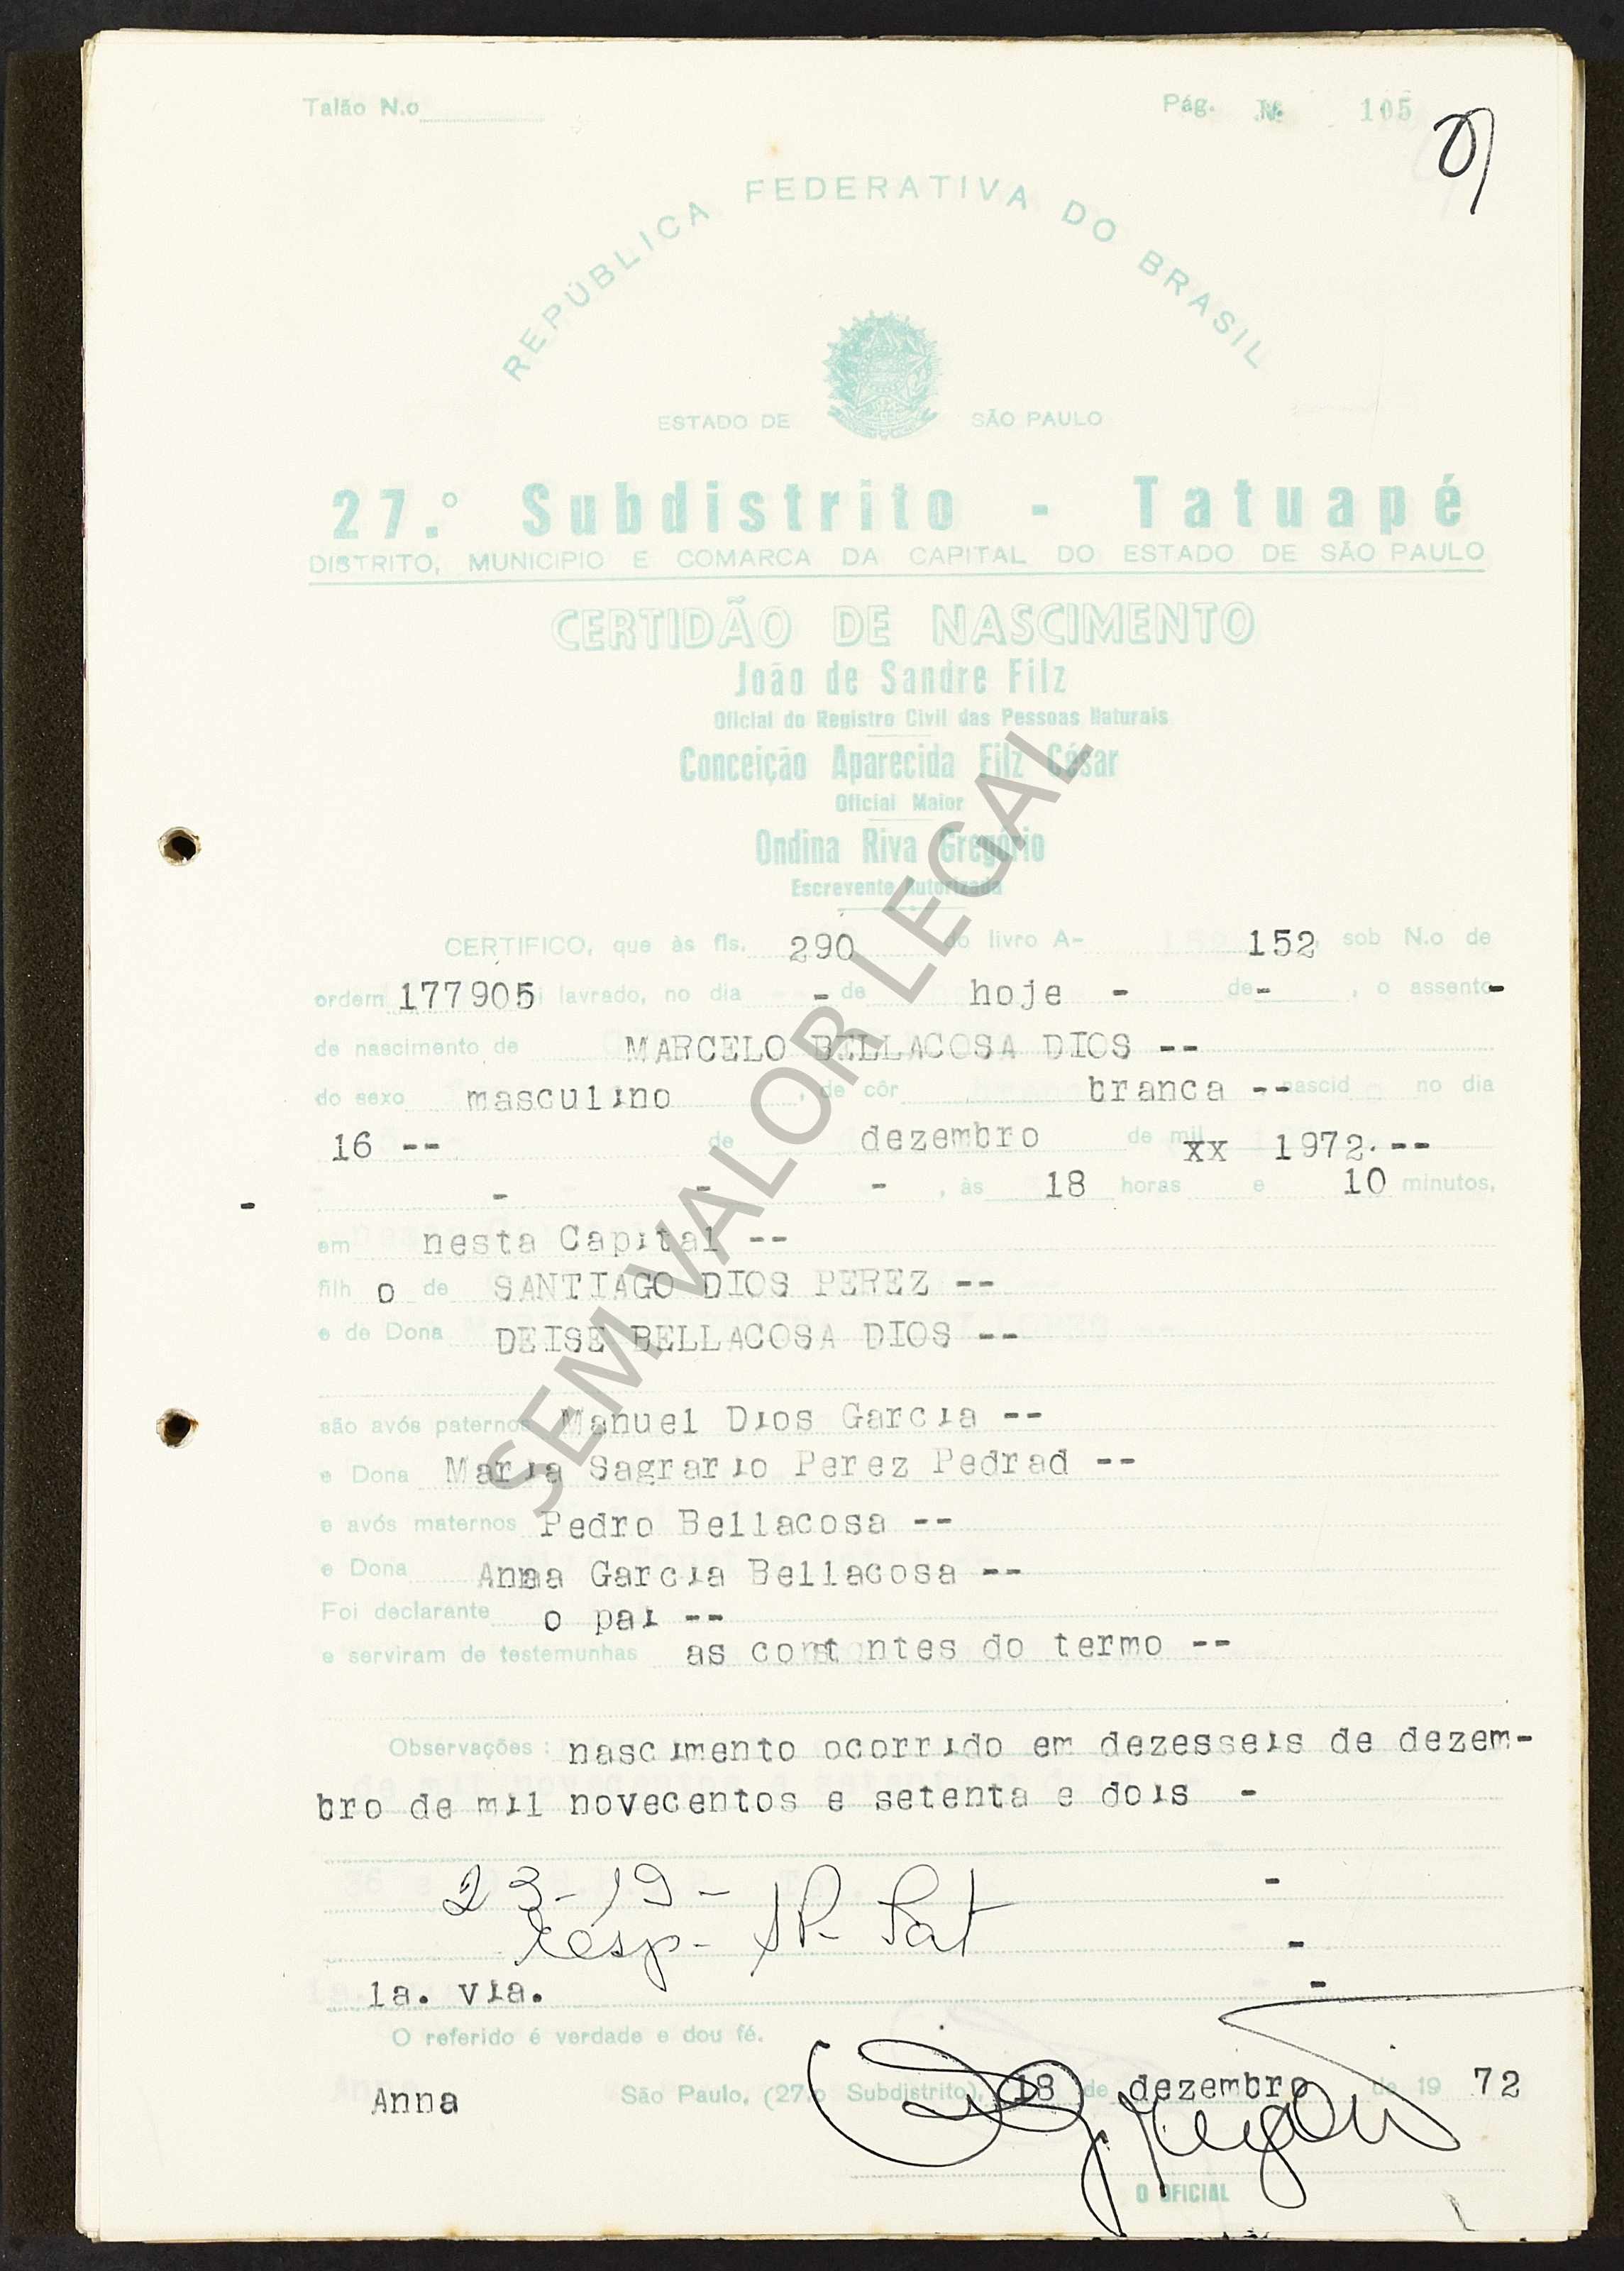 Talão N.o
Pág. N. 105
REPÚBLICA FEDERATIVA DO BRASIL
ESTADO DE SÃO PAULO
27.º Subdistrito - Tatuapé
DISTRITO, MUNICIPIO E COMARCA DA CAPITAL DO ESTADO DE SÃO PAULO
CERTIDÃO DE NASCIMENTO
João de Sandre Filz
Oficial do Registro Civil das Pessoas Naturais
Conceição Aparecida Filz César
Oficial Maior
Ondina Riva Gregório
Escrevente Autorizada
SEM VALOR LEGAL
CERTIFICO, que às fls. 290 do livro A- 152, sob N.o de
ordem 177905 lavrado, no dia - de hoje - de -, o assento-
de nascimento de MARCELO BELLACOSA DIOS --
do sexo masculino, de côr branca -- nascid no dia
16 -- de dezembro de mil xx 1972.--
- - - -, às 18 horas e 10 minutos,
em nesta Capital --
filh o de SANTIAGO DIOS PEREZ --
e de Dona DEISE BELLACOSA DIOS --
são avós paternos Manuel Dios Garcia --
e Dona Maria Sagrario Perez Pedrad --
e avós maternos Pedro Bellacosa --
e Dona Anna Garcia Bellacosa --
Foi declarante o pai --
e serviram de testemunhas as do termo --
Observações: nascimento ocorrido em dezesseis de dezem-
bro de mil novecentos e setenta e dois -
23-19-
SP-
1a. via.
O referido é verdade e dou fé.
Anna São Paulo, (27.o Subdistrito), 18 de dezembro de 19 72
O OFICIAL